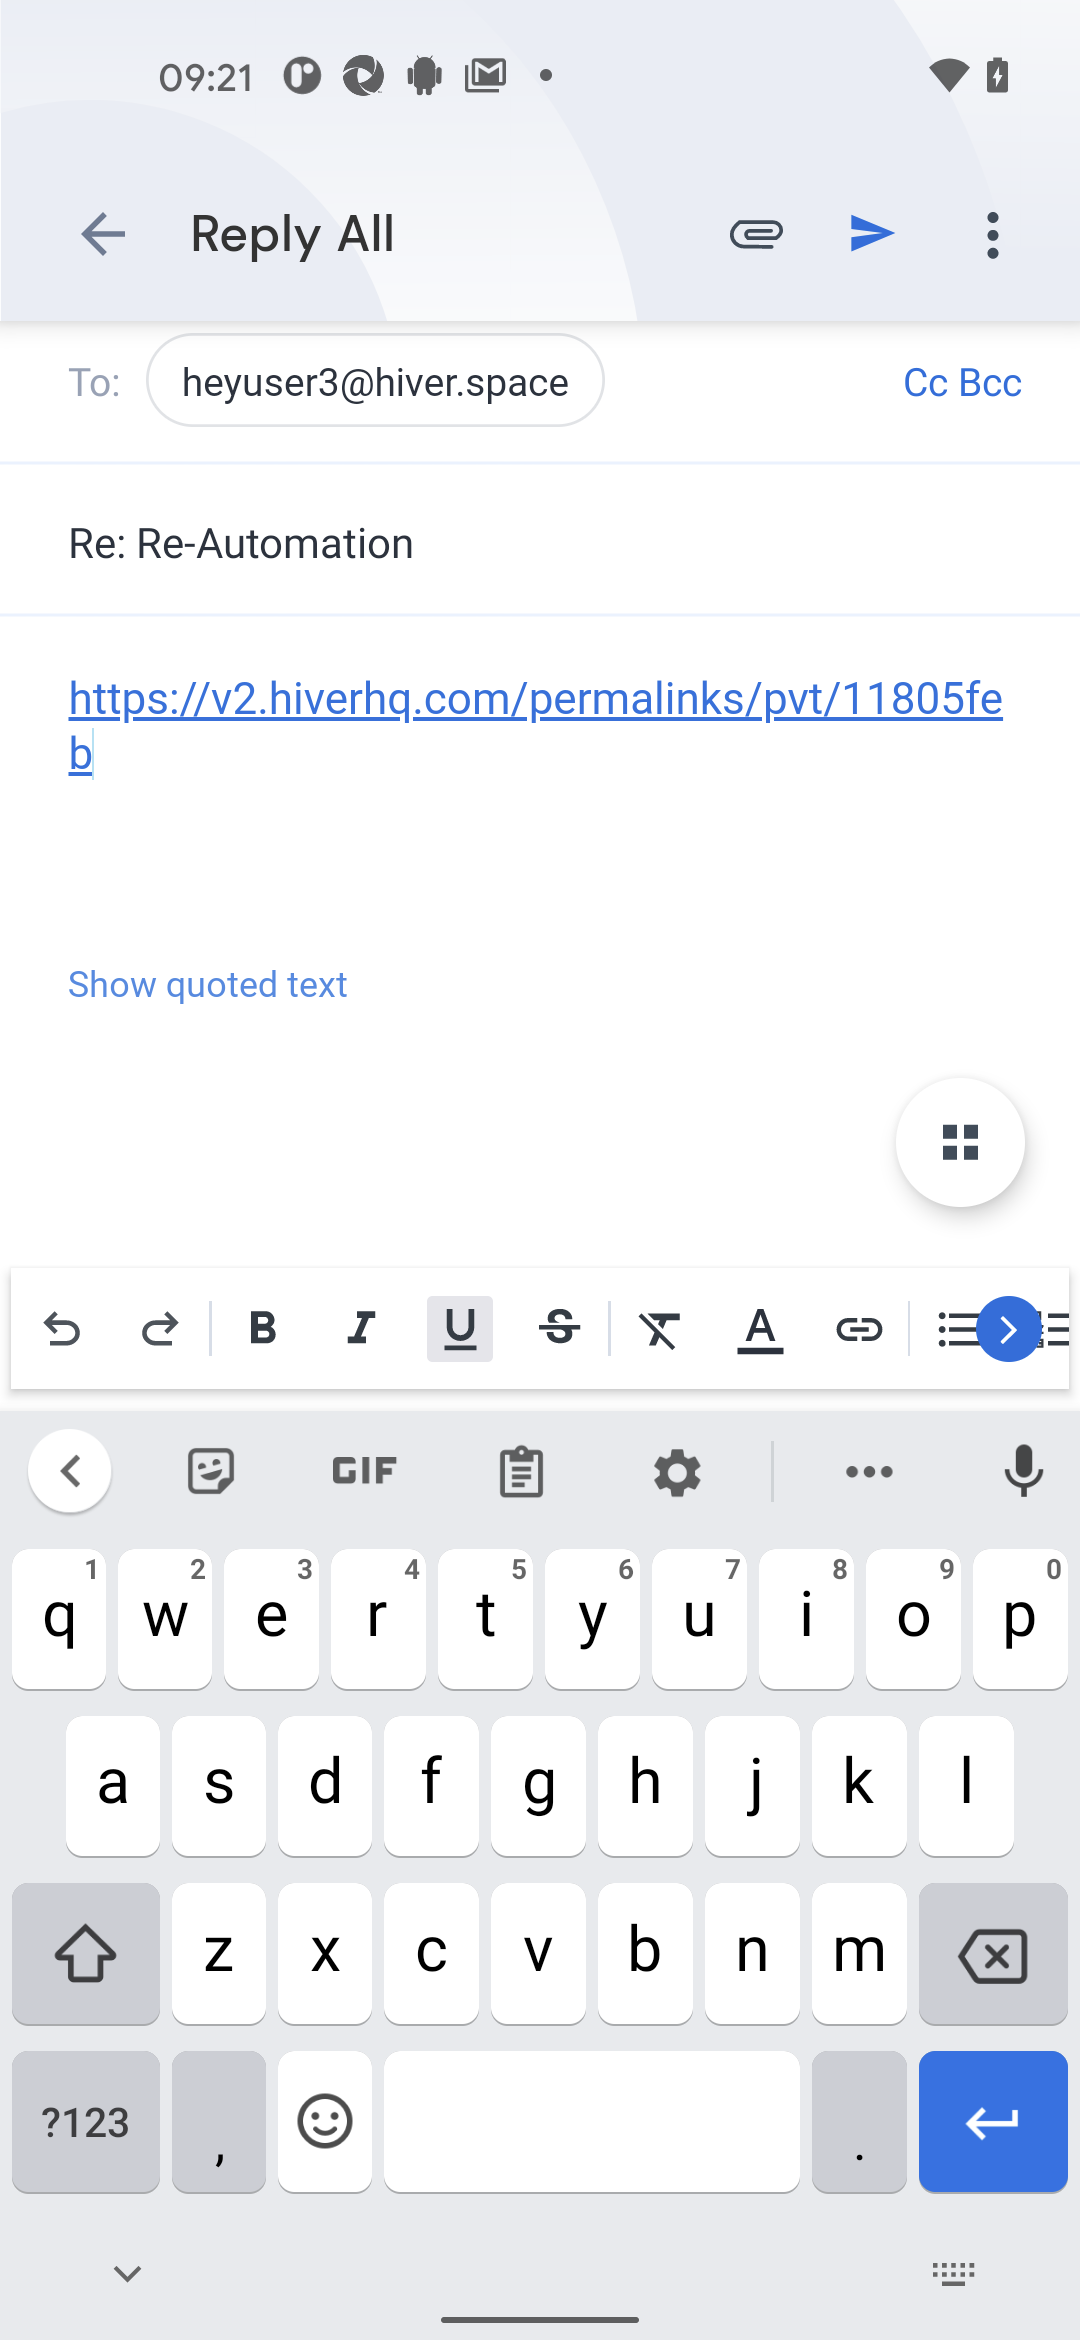 09:21
Reply All
To: heyuser3@hiver.space Cc Bcc
Re: Re-Automation
https://v2.hiverhq.com/permalinks/pvt/11805fe
b
Show quoted text
B I U S A
GIF
1 2 3 4 5 6 7 8 9 0
q w e r t y u i o p
a s d f g h j k l
z x c v b n m
?123 , .